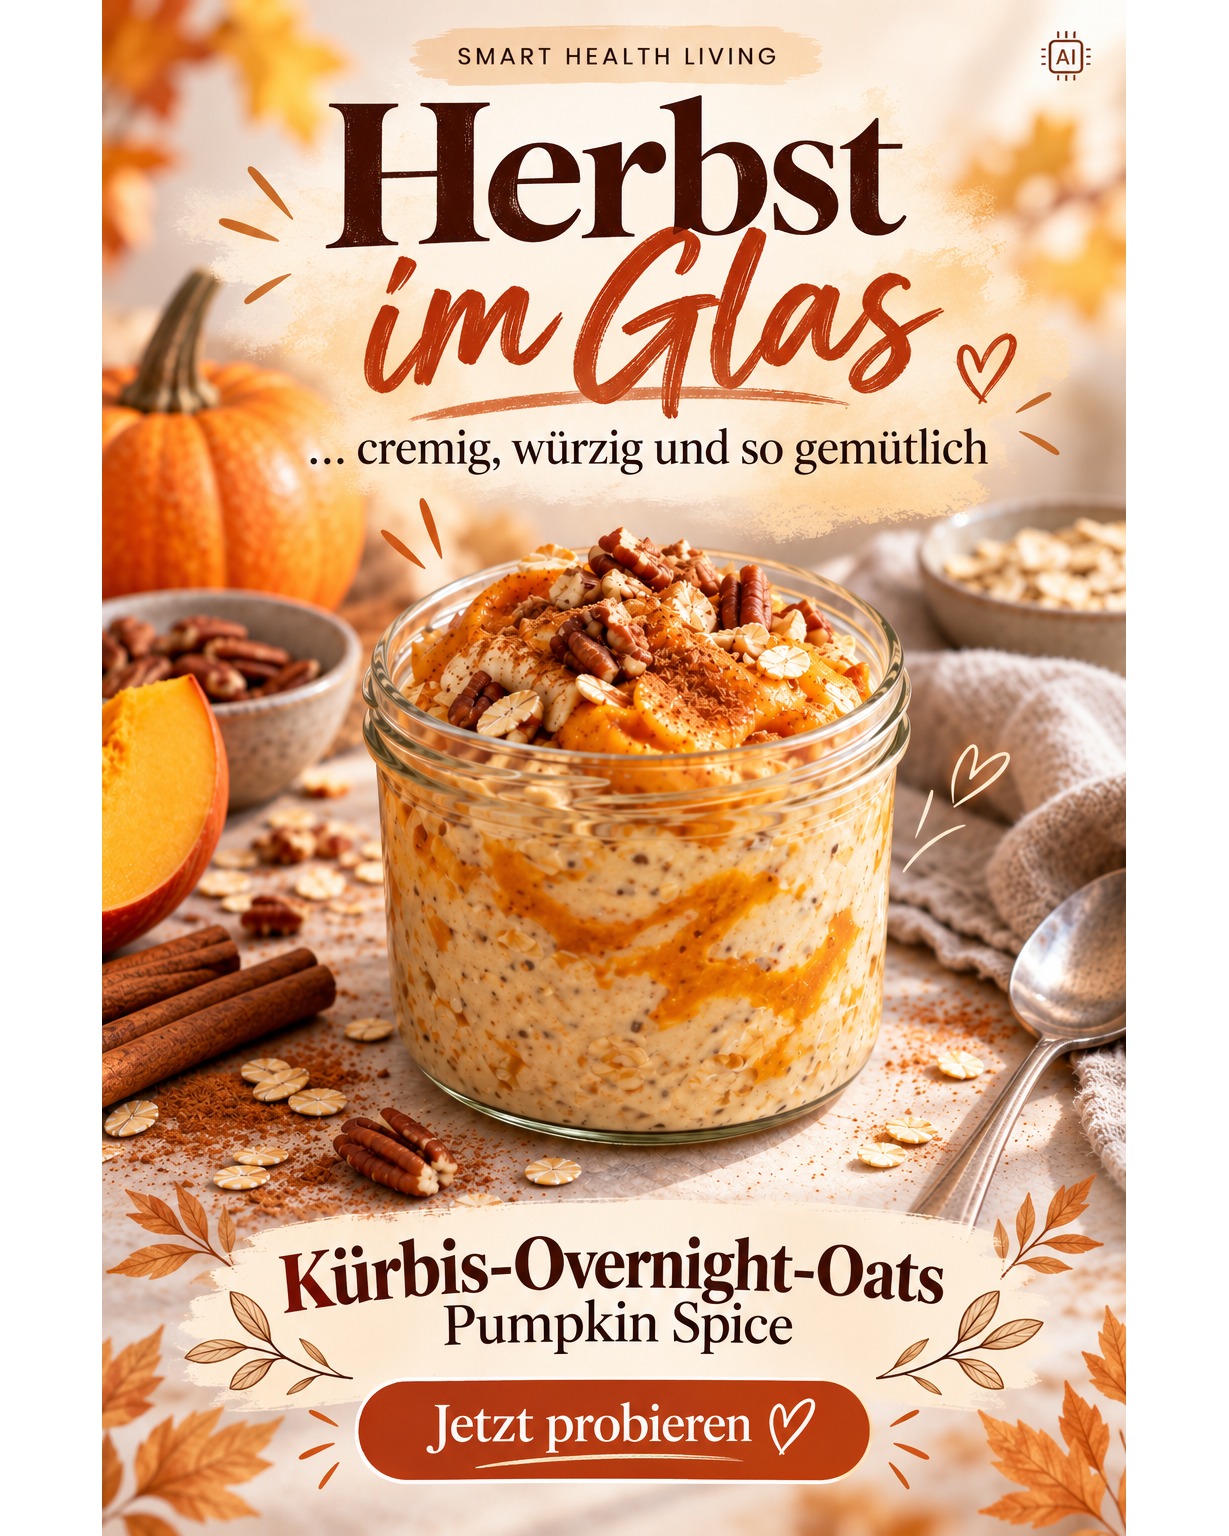 SMART HEALTH LIVING
AI
Herbst
im Glas
... cremig, würzig und so gemütlich
Kürbis-Overnight-Oats
Pumpkin Spice
Jetzt probieren